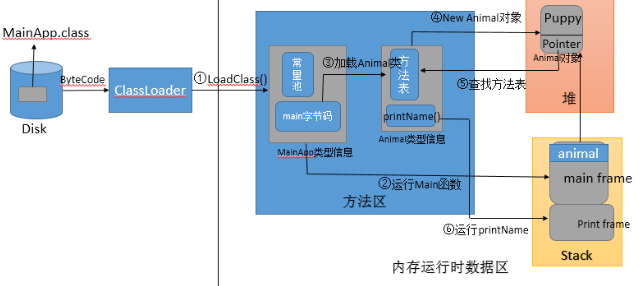 MainApp.class
ByteCode
Disk
ClassLoader
①LoadClass()
常量池
main字节码
MainApp类型信息
③加载Animal类
方法表
printName()
Animal类型信息
方法区
④New Animal对象
Puppy
Pointer
Animal对象
堆
⑤查找方法表
②运行Main函数
⑥运行printName
animal
main frame
Print frame
Stack
内存运行时数据区